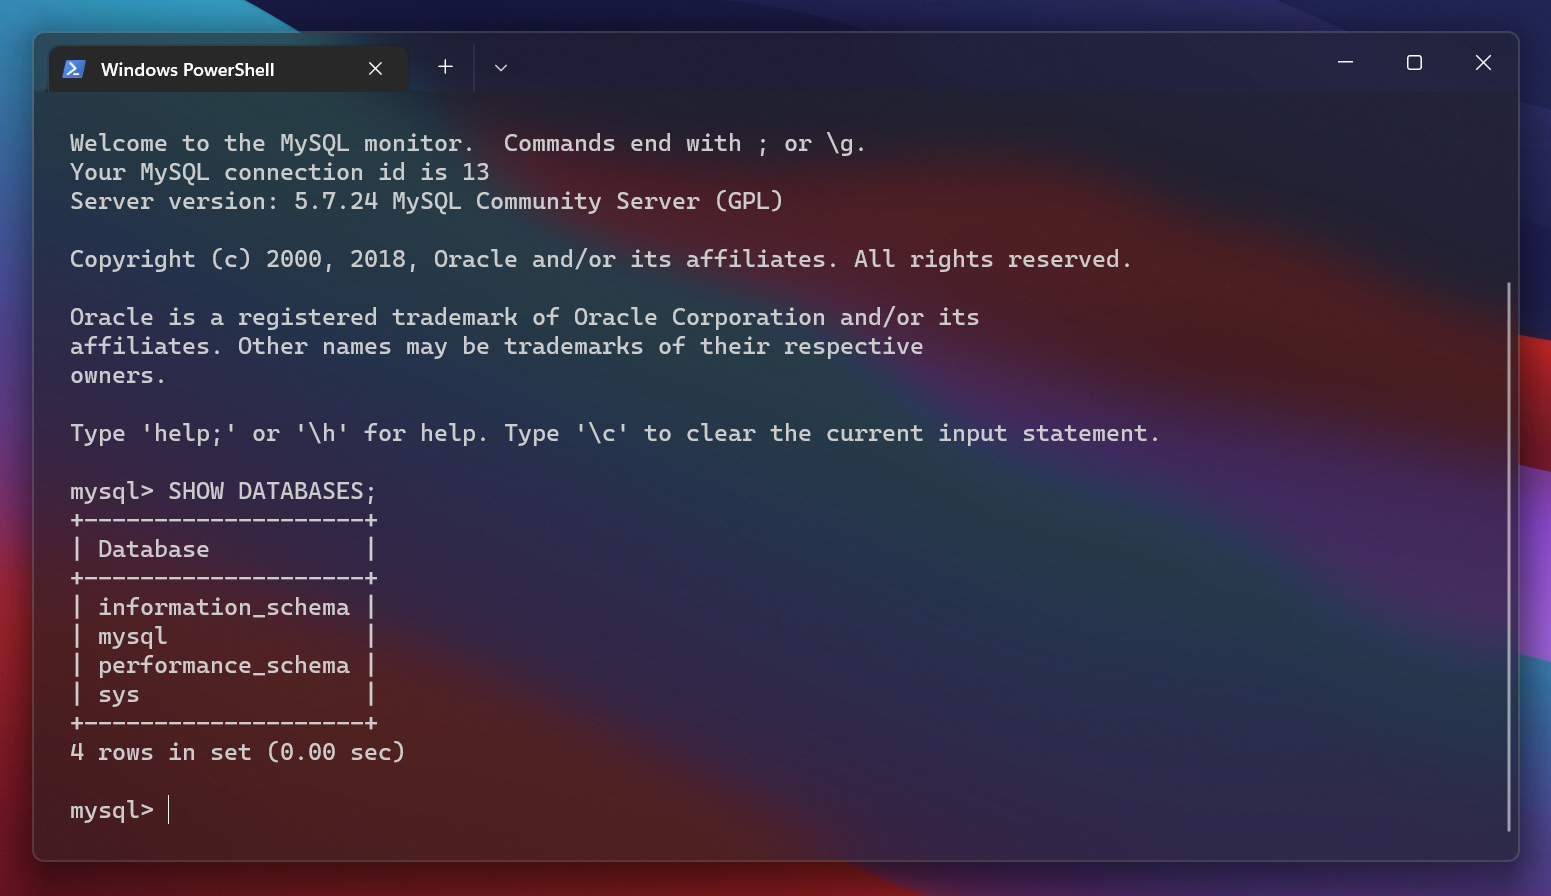 Windows PowerShell
Welcome to the MySQL monitor.  Commands end with ; or \g.
Your MySQL connection id is 13
Server version: 5.7.24 MySQL Community Server (GPL)
Copyright (c) 2000, 2018, Oracle and/or its affiliates. All rights reserved.
Oracle is a registered trademark of Oracle Corporation and/or its
affiliates. Other names may be trademarks of their respective
owners.
Type 'help;' or '\h' for help. Type '\c' to clear the current input statement.
mysql> SHOW DATABASES;
+--------------------+
| Database           |
+--------------------+
| information_schema |
| mysql              |
| performance_schema |
| sys                |
+--------------------+
4 rows in set (0.00 sec)
mysql>